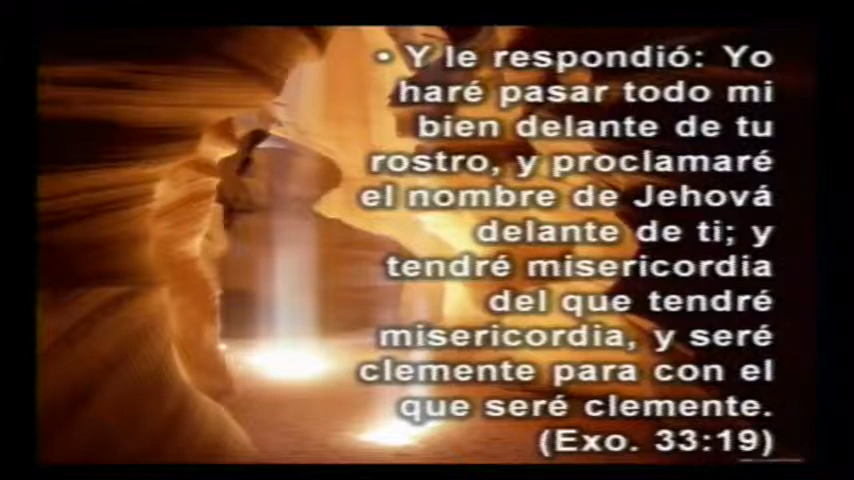 • Y le respondió: Yo
haré pasar todo mi
bien delante de tu
rostro, y proclamaré
el nombre de Jehová
delante de ti; y
tendré misericordia
del que tendré
misericordia, y seré
clemente para con el
que seré clemente.
(Exo. 33:19)